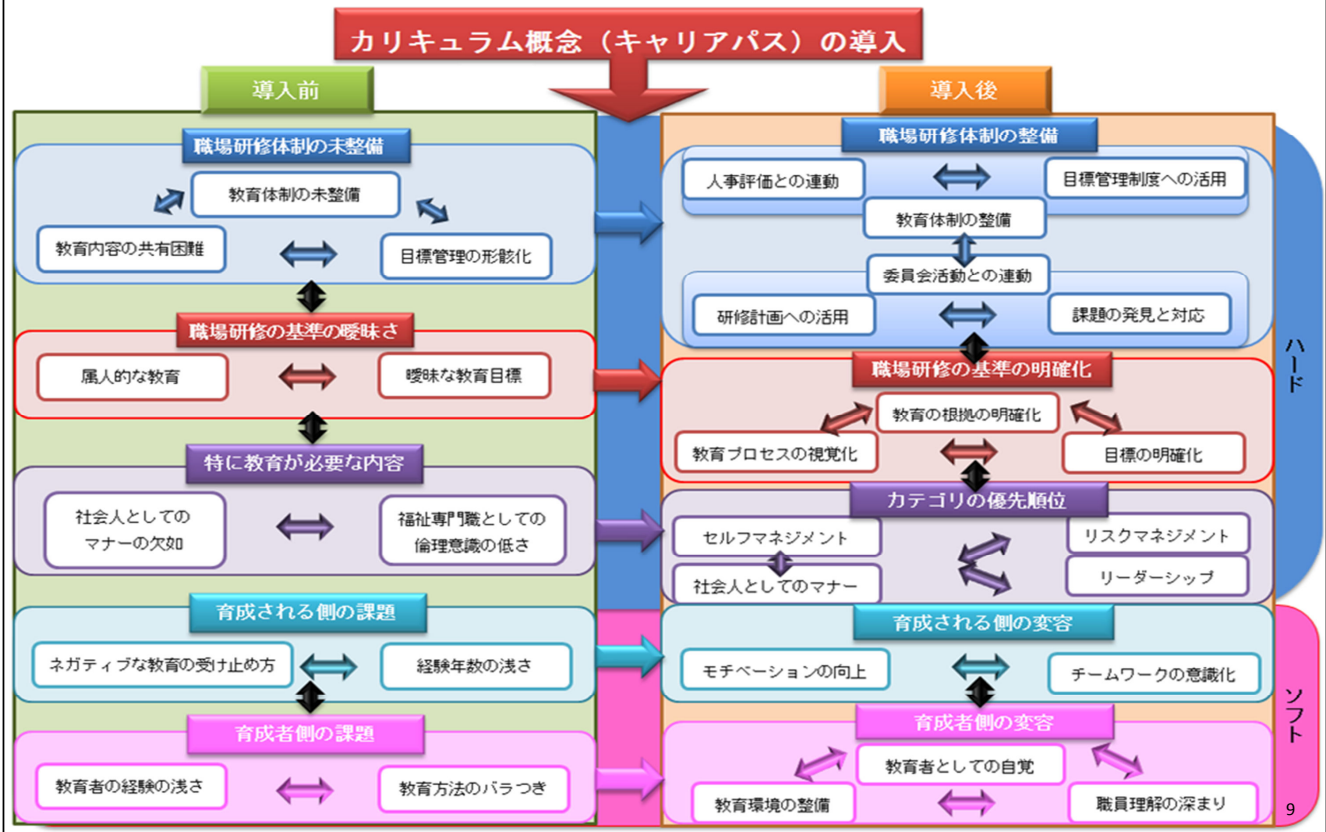 カリキュラム概念（キャリアパス）の導入
導入前
職場研修体制の未整備
教育体制の未整備
教育内容の共有困難
目標管理の形骸化
職場研修の基準の曖昧さ
属人的な教育
曖昧な教育目標
特に教育が必要な内容
社会人としての
マナーの欠如
福祉専門職としての
倫理意識の低さ
育成される側の課題
ネガティブな教育の受け止め方
経験年数の浅さ
育成者側の課題
教育者の経験の浅さ
教育方法のバラつき
導入後
職場研修体制の整備
人事評価との連動
目標管理制度への活用
教育体制の整備
委員会活動との連動
研修計画への活用
課題の発見と対応
職場研修の基準の明確化
教育の根拠の明確化
教育プロセスの視覚化
目標の明確化
カテゴリの優先順位
セルフマネジメント
リスクマネジメント
社会人としてのマナー
リーダーシップ
育成される側の変容
モチベーションの向上
チームワークの意識化
育成者側の変容
教育者としての自覚
教育環境の整備
職員理解の深まり
ハード
ソフト
9